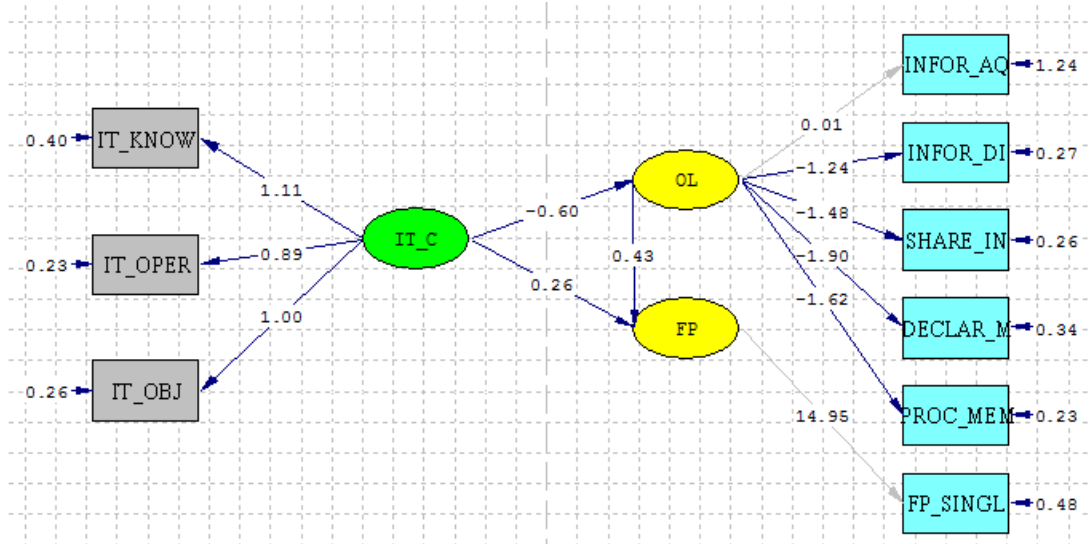 INFOR_AQ
1.24
0.01
IT_KNOW
0.40
INFOR_DI
0.27
-1.24
OL
1.11
-1.48
-0.60
IT_C
SHARE_IN
0.26
0.89
IT_OPER
0.23
0.43
-1.90
0.26
-1.62
1.00
FP
DECLAR_M
0.34
IT_OBJ
0.26
14.95
PROC_MEM
0.23
FP_SINGL
0.48